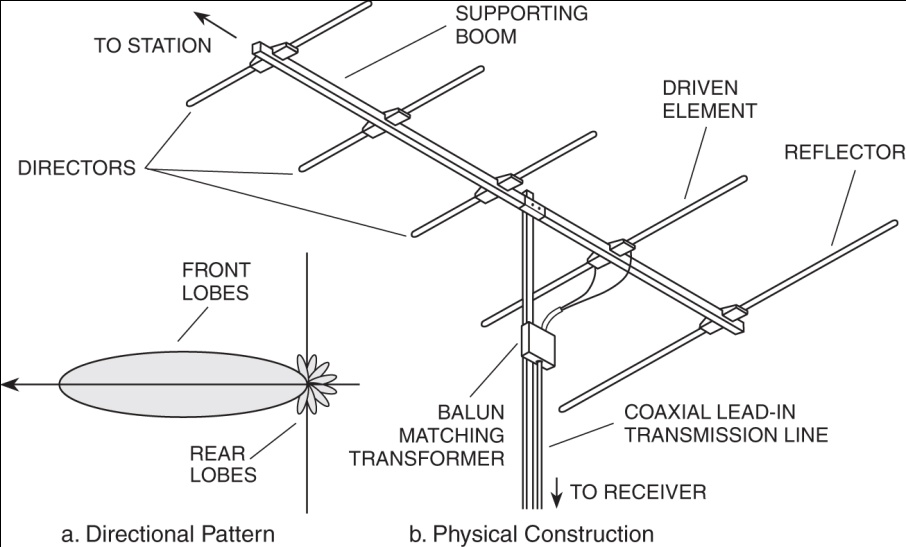 TO STATION
SUPPORTING
BOOM
DRIVEN
ELEMENT
REFLECTOR
DIRECTORS
FRONT
LOBES
REAR
LOBES
BALUN
MATCHING
TRANSFORMER
COAXIAL LEAD-IN
TRANSMISSION LINE
TO RECEIVER
a. Directional Pattern
b. Physical Construction